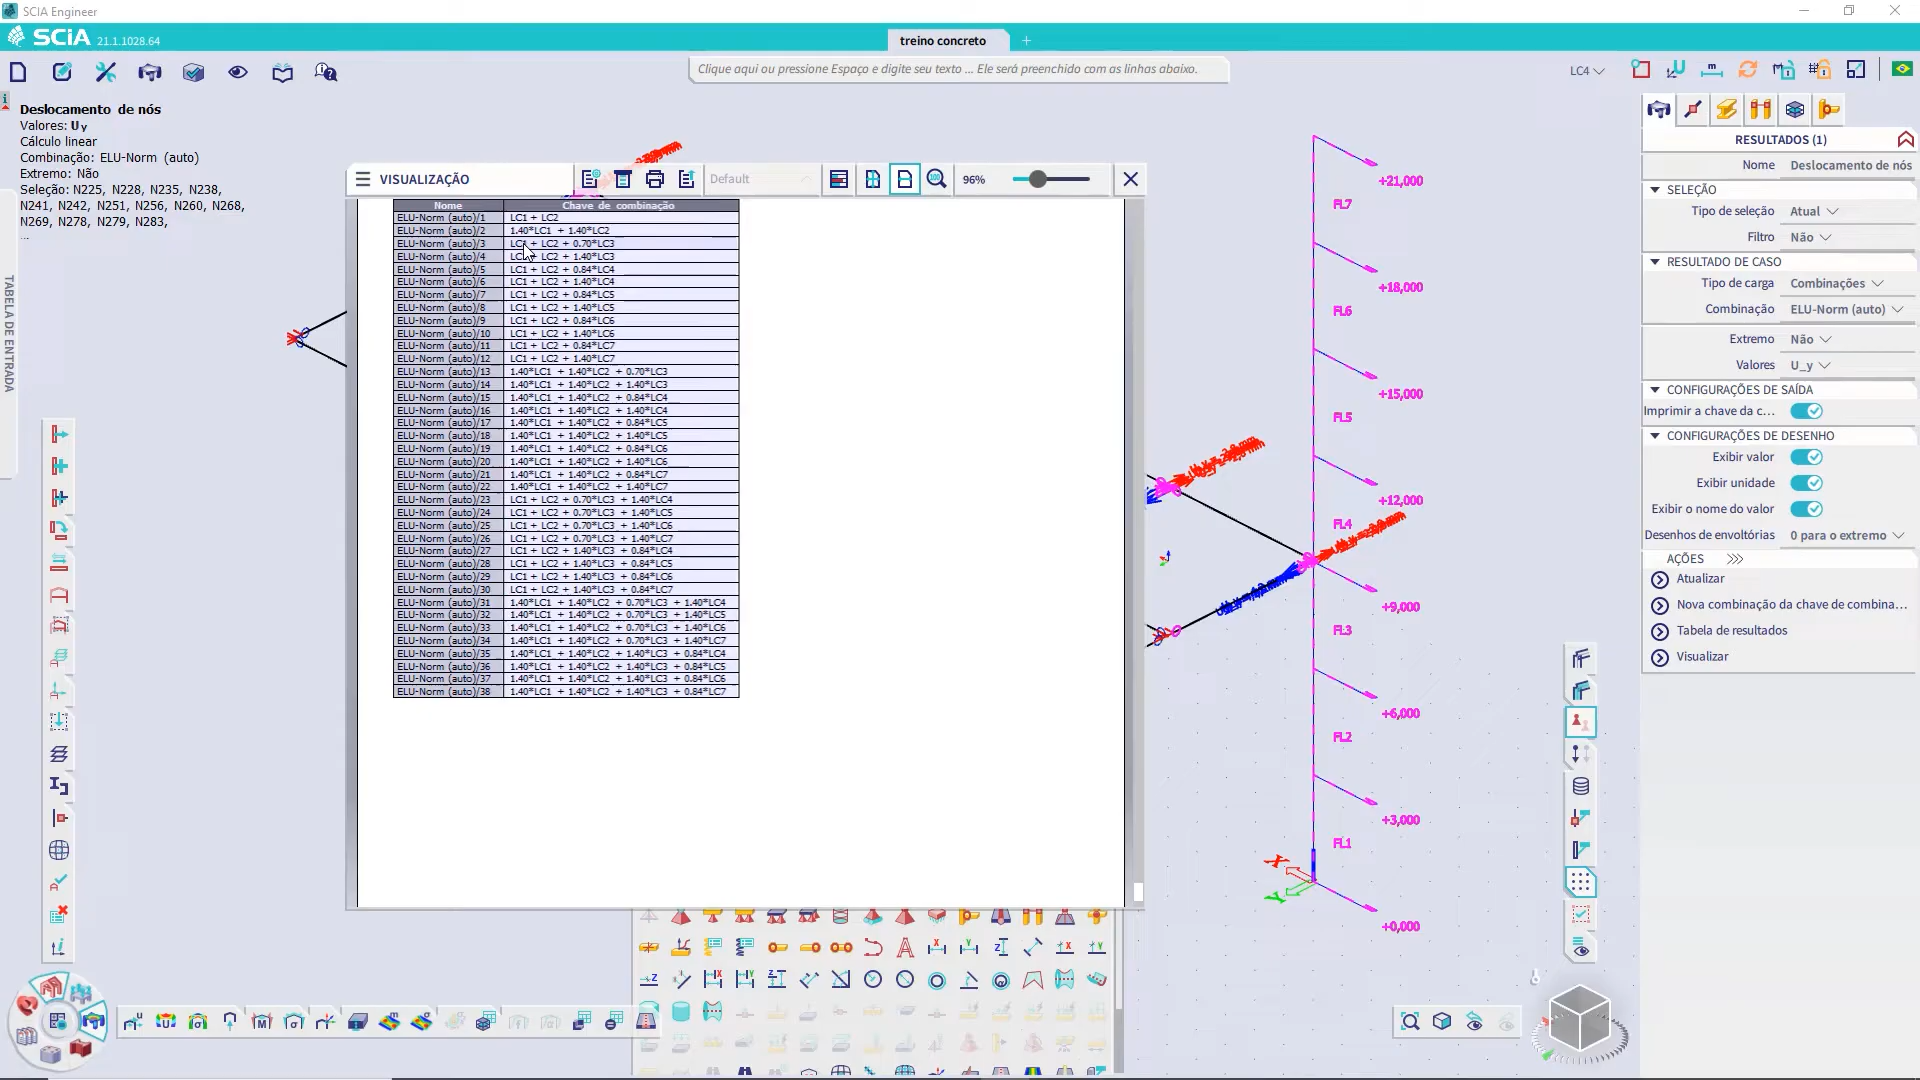 SCIA Engineer
SCiA 21.1.1028.64
treino concreto
Clique aqui ou pressione Espaço e digite seu texto ... Ele será preenchido com as linhas abaixo.
LC4
Deslocamento de nós
Valores: Uy
Cálculo linear
Combinação: ELU-Norm (auto)
Extremo: Não
Seleção: N225, N228, N235, N238,
N241, N242, N251, N256, N260, N268,
N269, N278, N279, N283,
...
TABELA DE ENTRADA
VISUALIZAÇÃO
Default
100
96%
Nome Chave de combinação
ELU-Norm (auto)/1 LC1 + LC2
ELU-Norm (auto)/2 1.40*LC1 + 1.40*LC2
ELU-Norm (auto)/3 LC1 + LC2 + 0.70*LC3
ELU-Norm (auto)/4 LC1 + LC2 + 1.40*LC3
ELU-Norm (auto)/5 LC1 + LC2 + 0.84*LC4
ELU-Norm (auto)/6 LC1 + LC2 + 1.40*LC4
ELU-Norm (auto)/7 LC1 + LC2 + 0.84*LC5
ELU-Norm (auto)/8 LC1 + LC2 + 1.40*LC5
ELU-Norm (auto)/9 LC1 + LC2 + 0.84*LC6
ELU-Norm (auto)/10 LC1 + LC2 + 1.40*LC6
ELU-Norm (auto)/11 LC1 + LC2 + 0.84*LC7
ELU-Norm (auto)/12 LC1 + LC2 + 1.40*LC7
ELU-Norm (auto)/13 1.40*LC1 + 1.40*LC2 + 0.70*LC3
ELU-Norm (auto)/14 1.40*LC1 + 1.40*LC2 + 1.40*LC3
ELU-Norm (auto)/15 1.40*LC1 + 1.40*LC2 + 0.84*LC4
ELU-Norm (auto)/16 1.40*LC1 + 1.40*LC2 + 1.40*LC4
ELU-Norm (auto)/17 1.40*LC1 + 1.40*LC2 + 0.84*LC5
ELU-Norm (auto)/18 1.40*LC1 + 1.40*LC2 + 1.40*LC5
ELU-Norm (auto)/19 1.40*LC1 + 1.40*LC2 + 0.84*LC6
ELU-Norm (auto)/20 1.40*LC1 + 1.40*LC2 + 1.40*LC6
ELU-Norm (auto)/21 1.40*LC1 + 1.40*LC2 + 0.84*LC7
ELU-Norm (auto)/22 1.40*LC1 + 1.40*LC2 + 1.40*LC7
ELU-Norm (auto)/23 LC1 + LC2 + 0.70*LC3 + 1.40*LC4
ELU-Norm (auto)/24 LC1 + LC2 + 0.70*LC3 + 1.40*LC5
ELU-Norm (auto)/25 LC1 + LC2 + 0.70*LC3 + 1.40*LC6
ELU-Norm (auto)/26 LC1 + LC2 + 0.70*LC3 + 1.40*LC7
ELU-Norm (auto)/27 LC1 + LC2 + 1.40*LC3 + 0.84*LC4
ELU-Norm (auto)/28 LC1 + LC2 + 1.40*LC3 + 0.84*LC5
ELU-Norm (auto)/29 LC1 + LC2 + 1.40*LC3 + 0.84*LC6
ELU-Norm (auto)/30 LC1 + LC2 + 1.40*LC3 + 0.84*LC7
ELU-Norm (auto)/31 1.40*LC1 + 1.40*LC2 + 0.70*LC3 + 1.40*LC4
ELU-Norm (auto)/32 1.40*LC1 + 1.40*LC2 + 0.70*LC3 + 1.40*LC5
ELU-Norm (auto)/33 1.40*LC1 + 1.40*LC2 + 0.70*LC3 + 1.40*LC6
ELU-Norm (auto)/34 1.40*LC1 + 1.40*LC2 + 0.70*LC3 + 1.40*LC7
ELU-Norm (auto)/35 1.40*LC1 + 1.40*LC2 + 1.40*LC3 + 0.84*LC4
ELU-Norm (auto)/36 1.40*LC1 + 1.40*LC2 + 1.40*LC3 + 0.84*LC5
ELU-Norm (auto)/37 1.40*LC1 + 1.40*LC2 + 1.40*LC3 + 0.84*LC6
ELU-Norm (auto)/38 1.40*LC1 + 1.40*LC2 + 1.40*LC3 + 0.84*LC7
+21,000
FL7
+18,000
FL6
+15,000
FL5
+12,000
FL4
+9,000
FL3
+6,000
FL2
+3,000
FL1
+0,000
X
Y
RESULTADOS (1)
Nome Deslocamento de nós
SELEÇÃO
Tipo de seleção Atual
Filtro Não
RESULTADO DE CASO
Tipo de carga Combinações
Combinação ELU-Norm (auto)
Extremo Não
Valores U_y
CONFIGURAÇÕES DE SAÍDA
Imprimir a chave da c...
CONFIGURAÇÕES DE DESENHO
Exibir valor
Exibir unidade
Exibir o nome do valor
Desenhos de envoltórias 0 para o extremo
AÇÕES >>>
Atualizar
Nova combinação da chave de combina...
Tabela de resultados
Visualizar